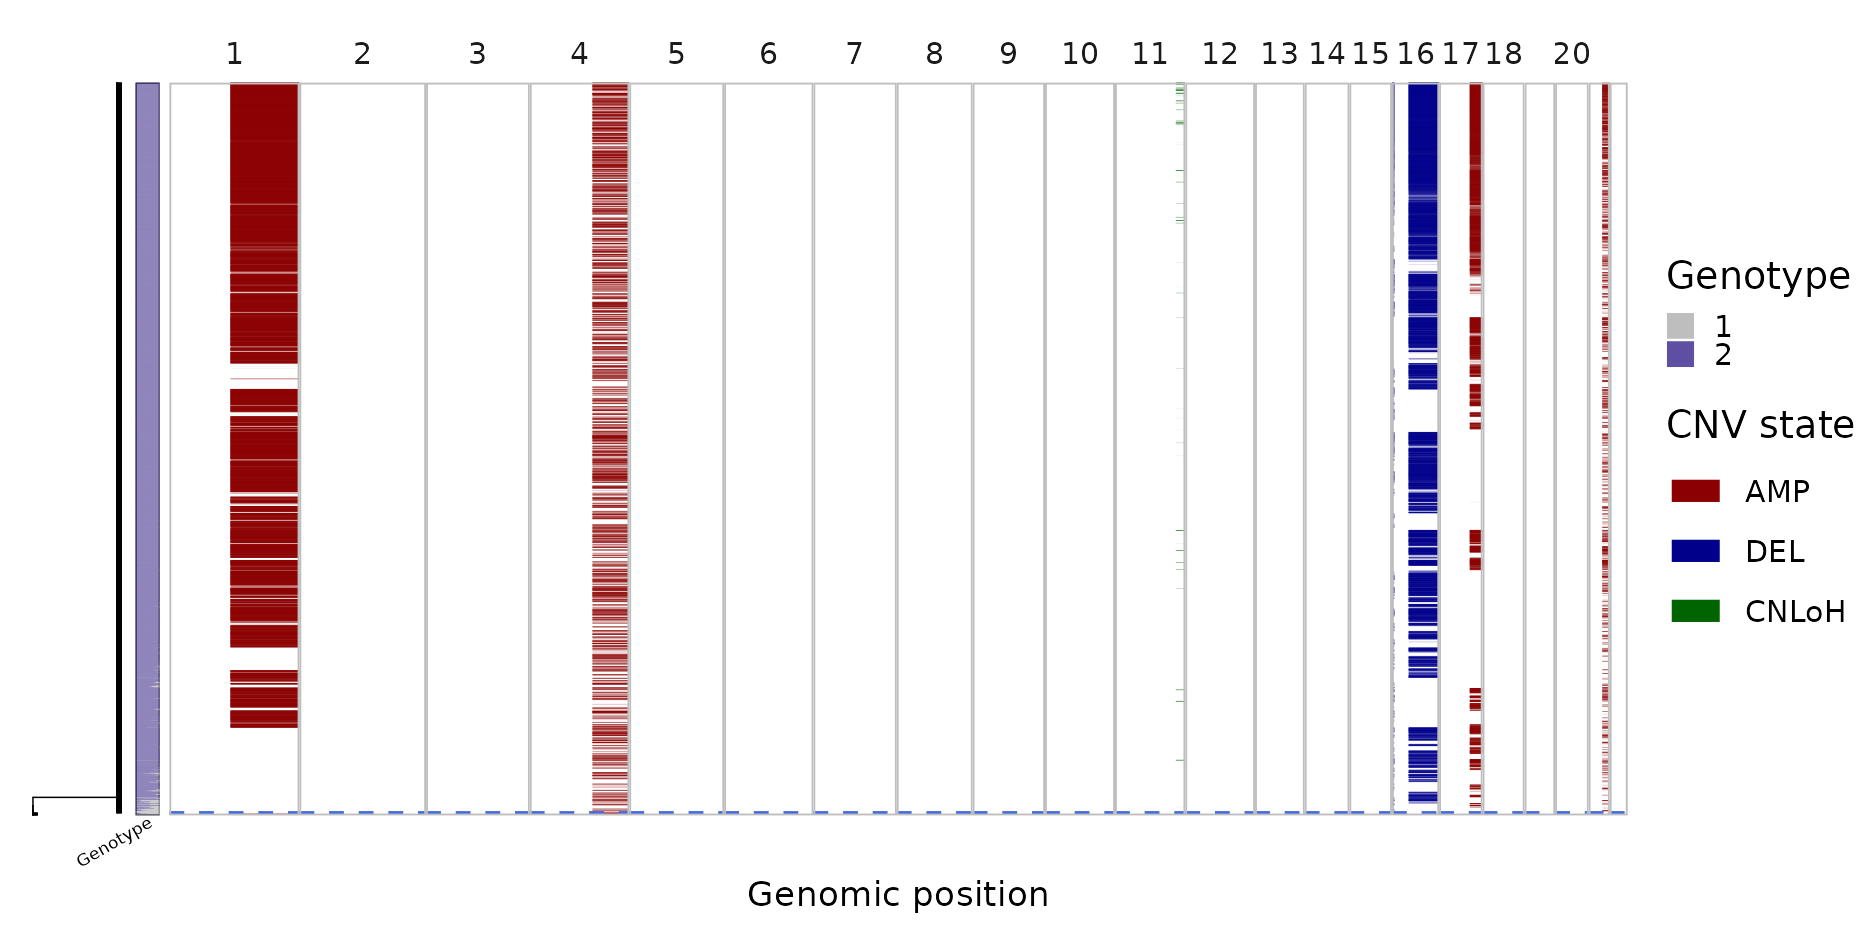 1 2 3 4 5 6 7 8 9 10 11 12 13 14 15 16 17 18 20
Genotype
1
2
CNV state
AMP
DEL
CNLoH
Genotype
Genomic position